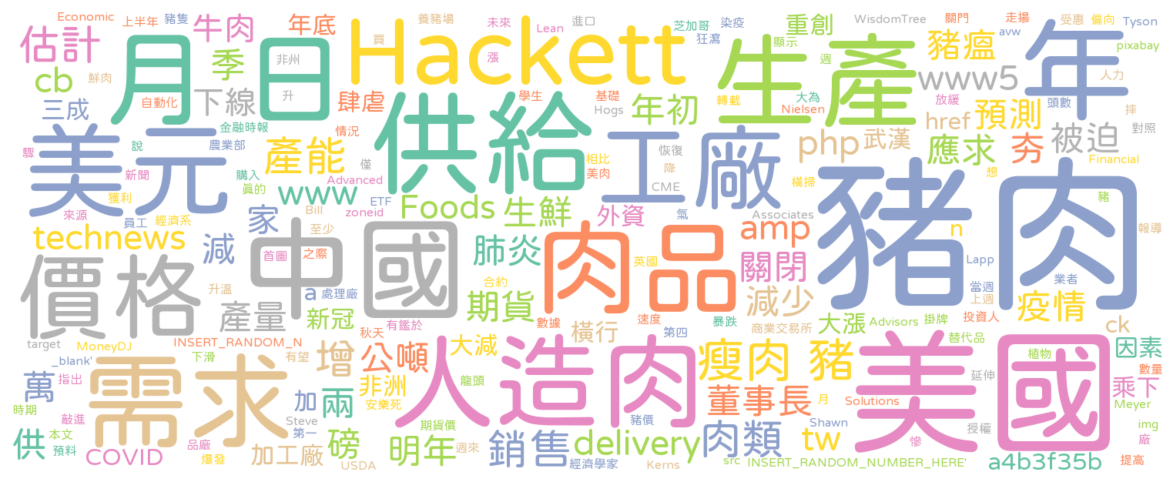 Economic 上半年 豬隻 牛肉 年底 養豬場 未來 Lean 進口 芝加哥 染疫 重創 WisdomTree 關門 走揚 受惠 偏向 Tyson
估計 月 日 Hackett 買 漲 狂瀉 顯示 豬瘟 avw pixabay
cb 季 非州 生產 週 www5 年 人力
鮮肉 自動化 下線 升 肆虐 供給 學生 基礎 轉載 大為 放緩 頭數 摔
三成 金融時報 Hogs 年初 Nielsen href 預測 對照
美元 農業部 情況 工廠 php 武漢 應求 夯 被迫
驟 說 產能 僅 相比 恢復 Financial
新聞 購入 真的 Advanced 美肉 降 橫掃 想
獲利 www ETF CME 豬肉 豬
來源 員工 經濟系 家 Bill zoneid Foods 生鮮 外資 氣 Associates
technews 至少 amp n 報導
減 中國 首圖 之際 肺炎 肉品 英國 關閉 Lapp 業者
價格 升溫 a 處理廠 合約 減少 當週 上週 疫情
產量 新冠 有鑑於 期貨 數據 速度 暴跌 商業交易所 大漲 掛牌 投資人
target INSERT_RANDOM_N 秋天 橫行 第四 Advisors 替代品 ck
_blank' MoneyDJ 下滑 有望 增 公噸 大減 人造肉 瘦肉 豬 植物 因素
萬 指出 需求 非洲 龍頭 美國 延伸 數量
時期 敲進 加 兩 安樂死 董事長 月 Solutions 乘下
供 本文 Steve 第一 期貨價 豬價 Shawn 慘 授權 Meyer
預料 品廠 爆發 磅 明年 週來 銷售 delivery 肉類 tw img 廠
COVID 加工廠 USDA 經濟學家 Kerns src INSERT_RANDOM_NUMBER_HERE' a4b3f35b 提高